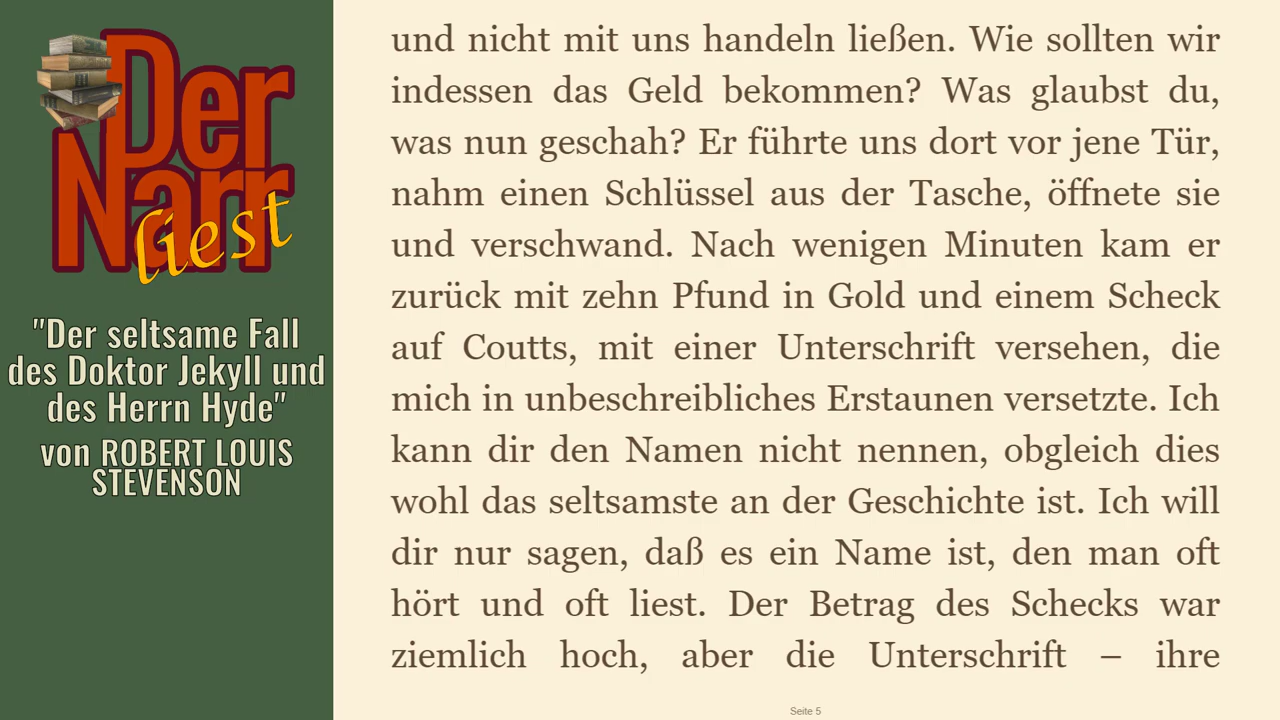 Der
Narr
liest
"Der seltsame Fall
des Doktor Jekyll und
des Herrn Hyde"
von ROBERT LOUIS
STEVENSON
und nicht mit uns handeln ließen. Wie sollten wir
indessen das Geld bekommen? Was glaubst du,
was nun geschah? Er führte uns dort vor jene Tür,
nahm einen Schlüssel aus der Tasche, öffnete sie
und verschwand. Nach wenigen Minuten kam er
zurück mit zehn Pfund in Gold und einem Scheck
auf Coutts, mit einer Unterschrift versehen, die
mich in unbeschreibliches Erstaunen versetzte. Ich
kann dir den Namen nicht nennen, obgleich dies
wohl das seltsamste an der Geschichte ist. Ich will
dir nur sagen, daß es ein Name ist, den man oft
hört und oft liest. Der Betrag des Schecks war
ziemlich hoch, aber die Unterschrift – ihre
Seite 5